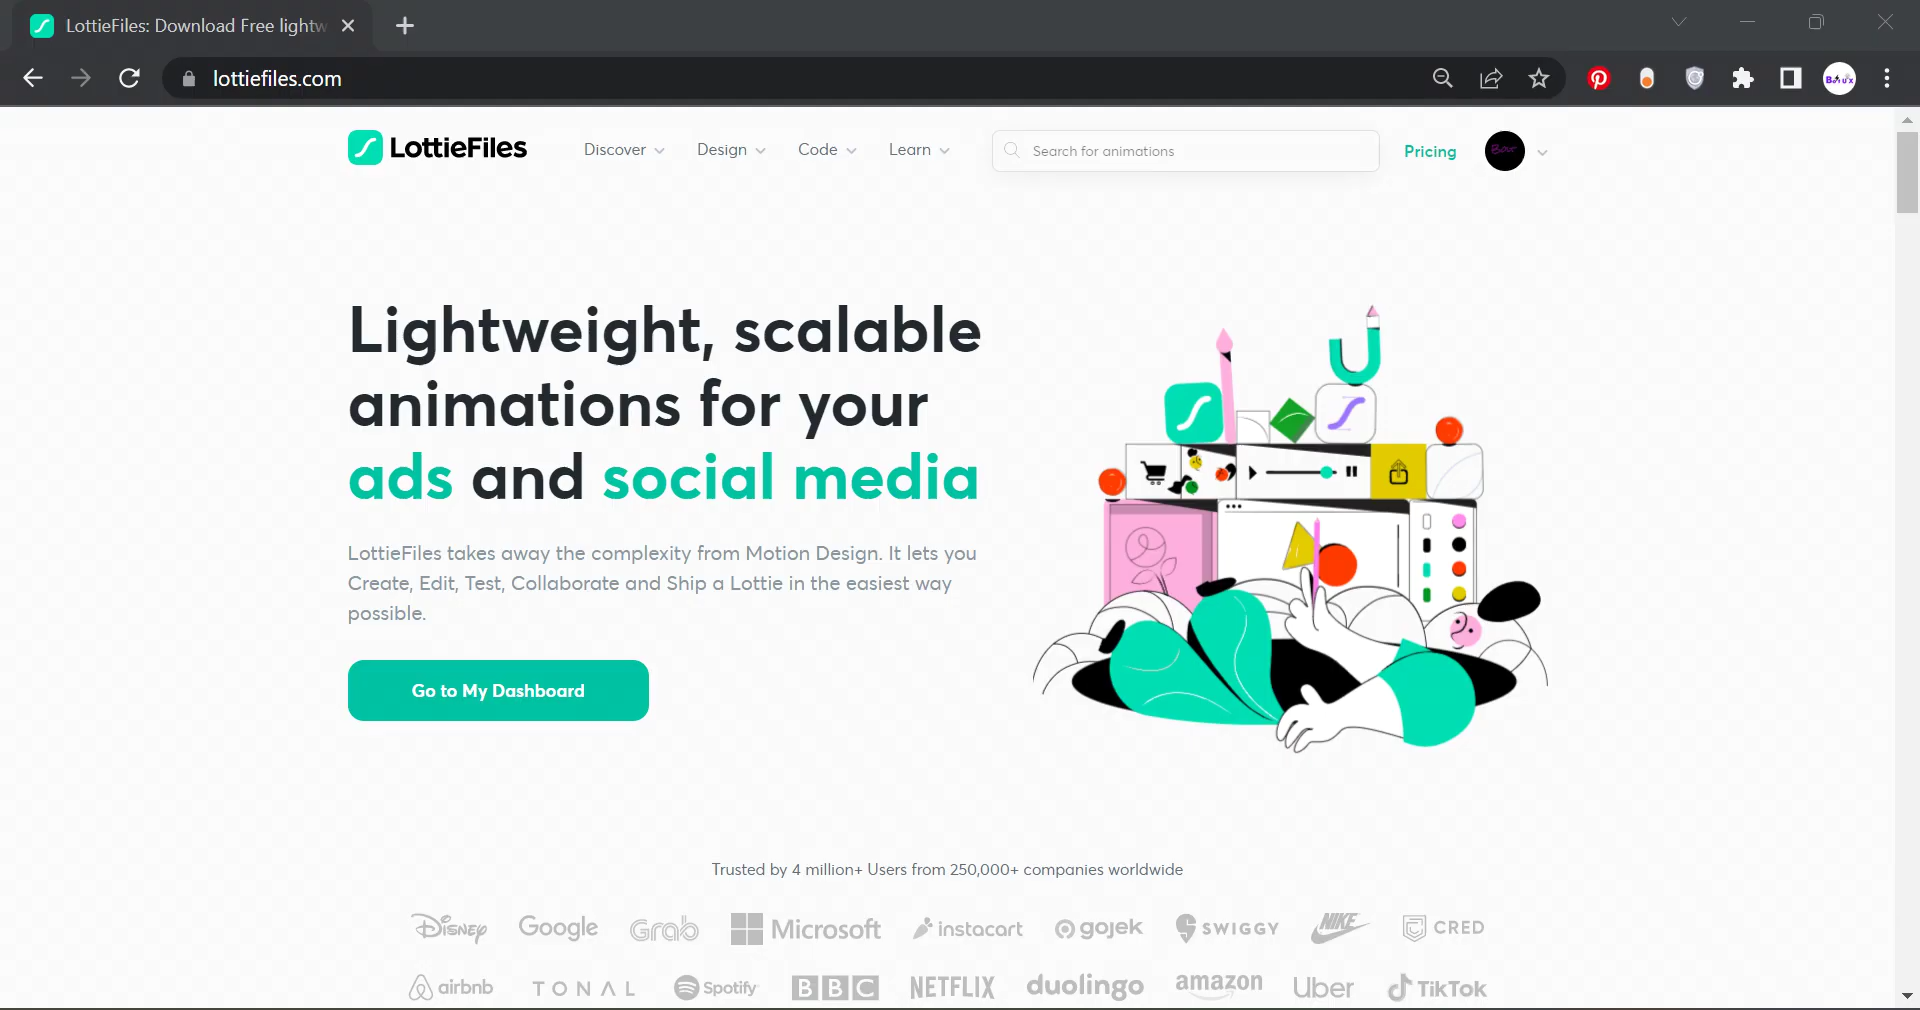 LottieFiles: Download Free lightw
lottiefiles.com
LottieFiles
Discover
Design
Code
Learn
Search for animations
Pricing
Lightweight, scalable
animations for your
ads and social media
LottieFiles takes away the complexity from Motion Design. It lets you
Create, Edit, Test, Collaborate and Ship a Lottie in the easiest way
possible.
Go to My Dashboard
Trusted by 4 million+ Users from 250,000+ companies worldwide
DISNEY Google Grab Microsoft instacart gojek SWIGGY NIKE CRED
airbnb TONAL Spotify BBC NETFLIX duolingo amazon Uber TikTok